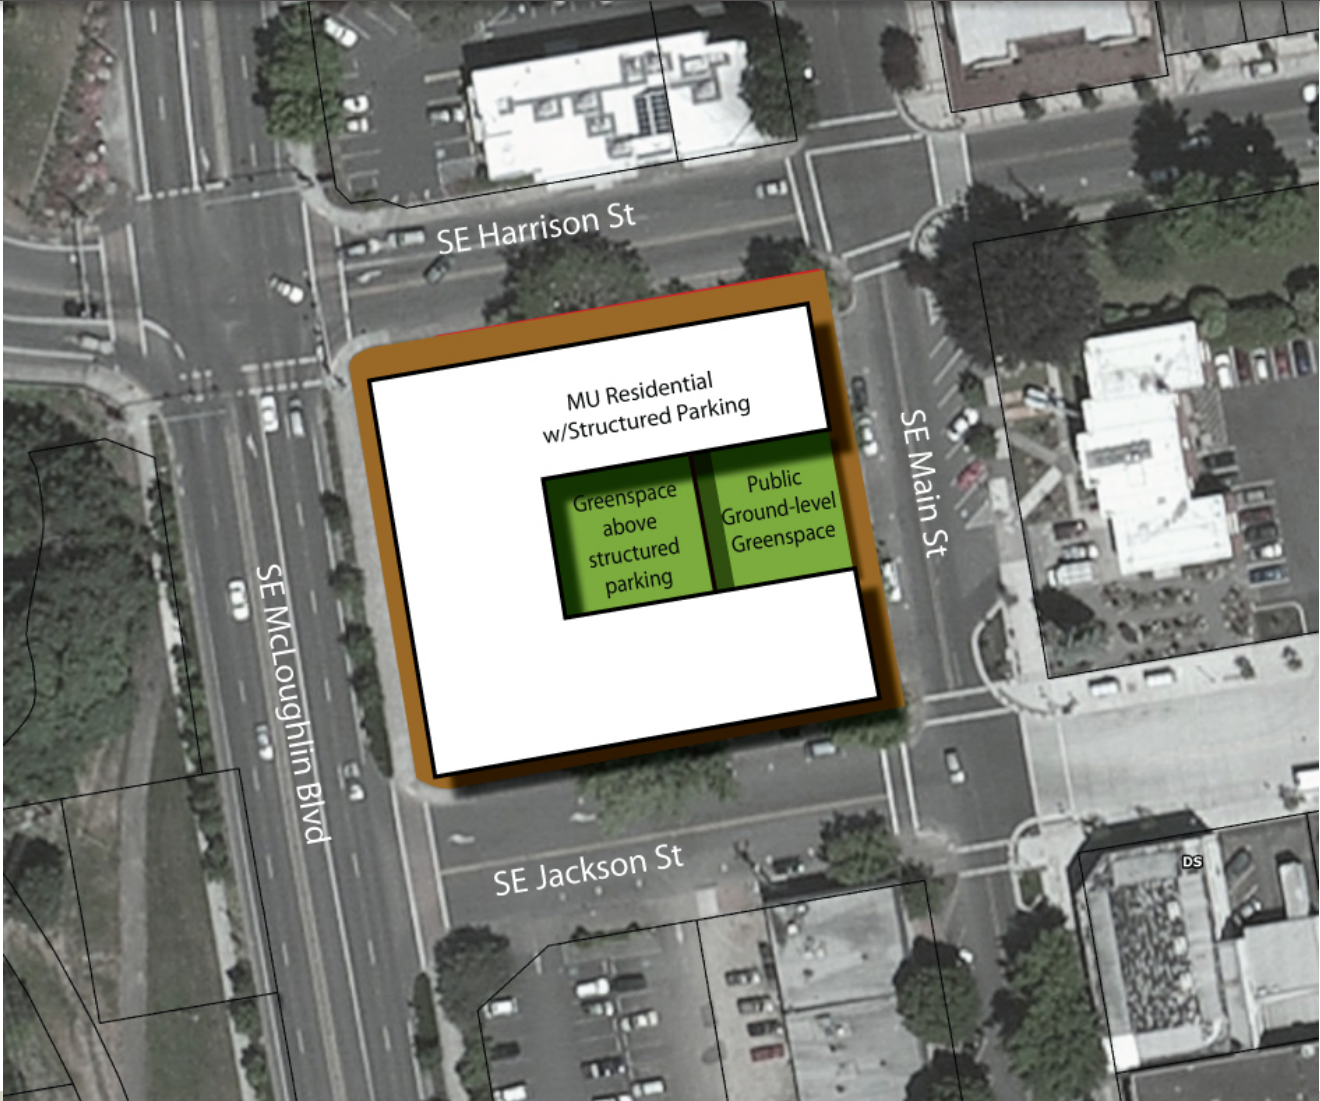 SE Harrison St
MU Residential
w/Structured Parking
Greenspace
above
structured
parking
Public
Ground-level
Greenspace
SE Main St
SE McLoughlin Blvd
SE Jackson St
DS